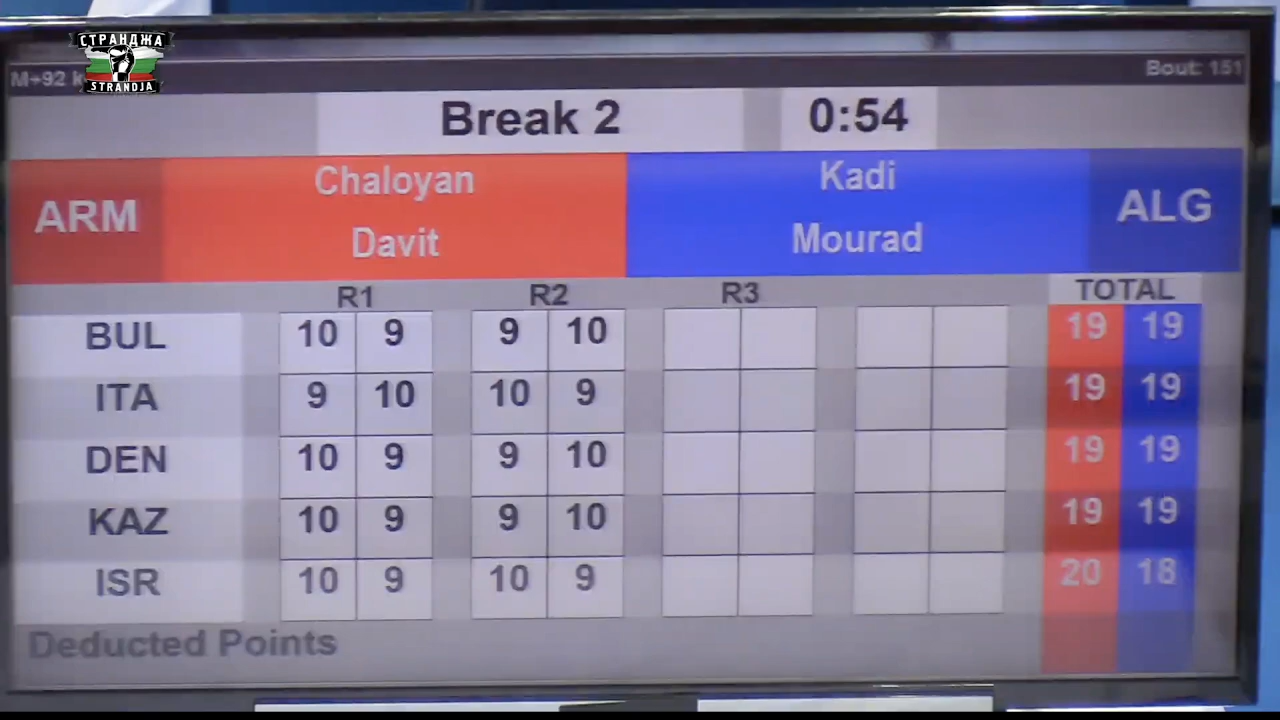 СТРАНДЖА
STRANDJA
M+92 k
Bout: 151
Break 2 0:54
ARM Chaloyan Davit Kadi Mourad ALG
R1 R2 R3 TOTAL
BUL 10 9 9 10 19 19
ITA 9 10 10 9 19 19
DEN 10 9 9 10 19 19
KAZ 10 9 9 10 19 19
ISR 10 9 10 9 20 18
Deducted Points